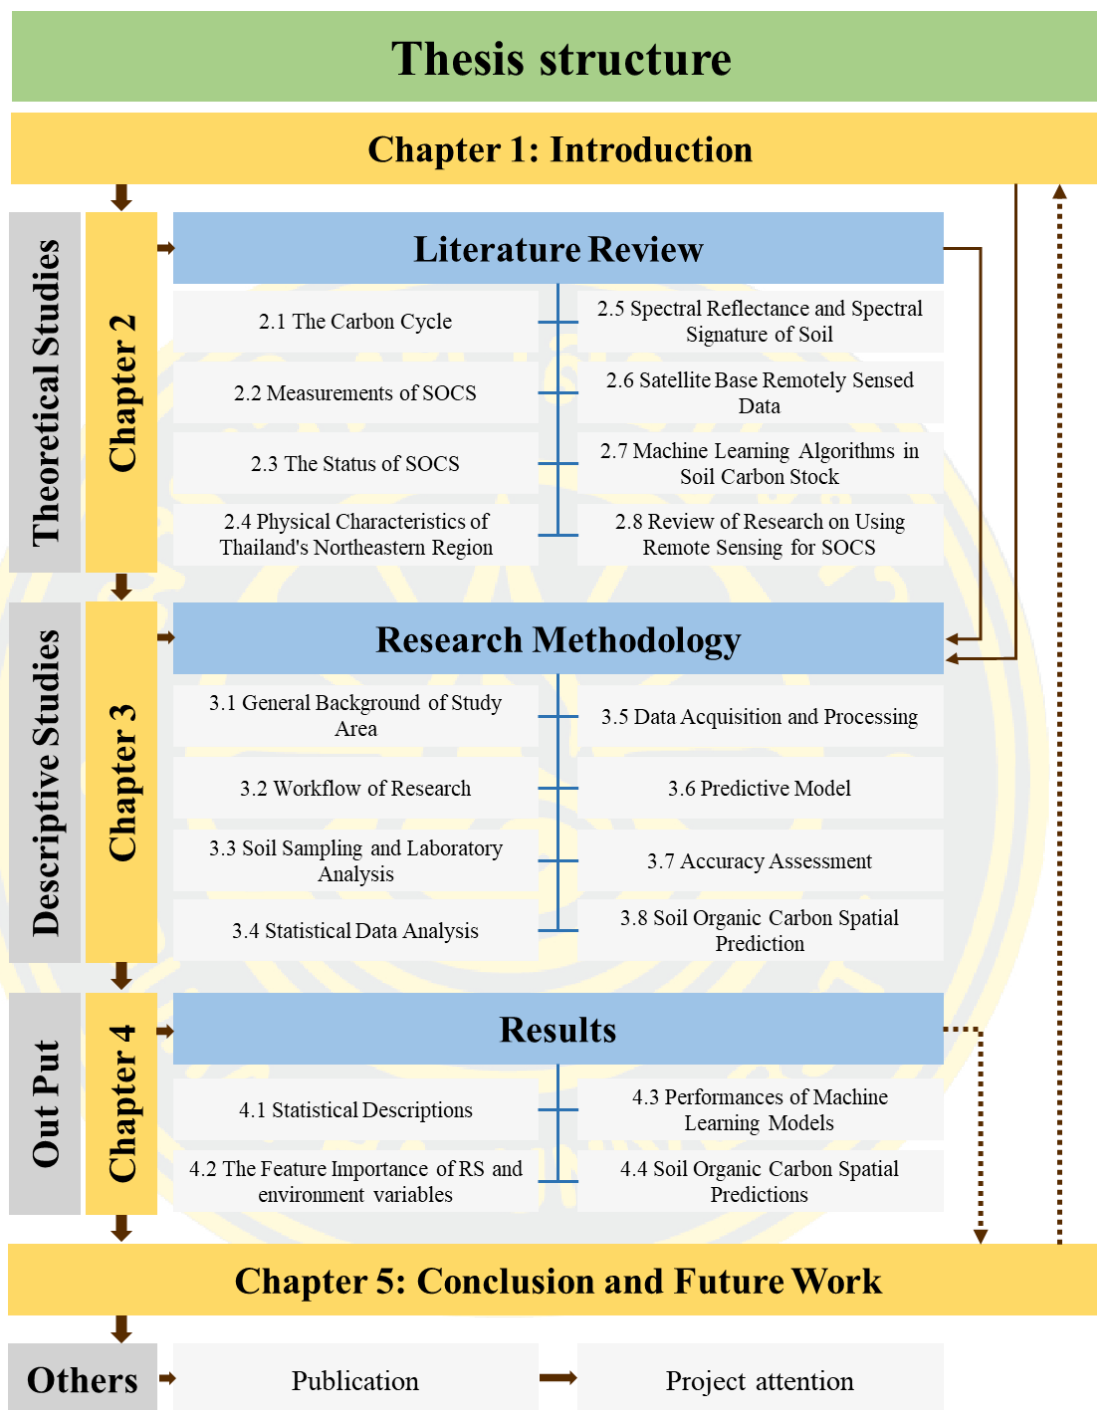 Thesis structure
Chapter 1: Introduction
Theoretical Studies
Chapter 2
Literature Review
2.1 The Carbon Cycle
2.5 Spectral Reflectance and Spectral
Signature of Soil
2.2 Measurements of SOCS
2.6 Satellite Base Remotely Sensed
Data
2.3 The Status of SOCS
2.7 Machine Learning Algorithms in
Soil Carbon Stock
2.4 Physical Characteristics of
Thailand's Northeastern Region
2.8 Review of Research on Using
Remote Sensing for SOCS
Descriptive Studies
Chapter 3
Research Methodology
3.1 General Background of Study
Area
3.5 Data Acquisition and Processing
3.2 Workflow of Research
3.6 Predictive Model
3.3 Soil Sampling and Laboratory
Analysis
3.7 Accuracy Assessment
3.4 Statistical Data Analysis
3.8 Soil Organic Carbon Spatial
Prediction
Out Put
Chapter 4
Results
4.1 Statistical Descriptions
4.3 Performances of Machine
Learning Models
4.2 The Feature Importance of RS and
environment variables
4.4 Soil Organic Carbon Spatial
Predictions
Chapter 5: Conclusion and Future Work
Others
Publication
Project attention